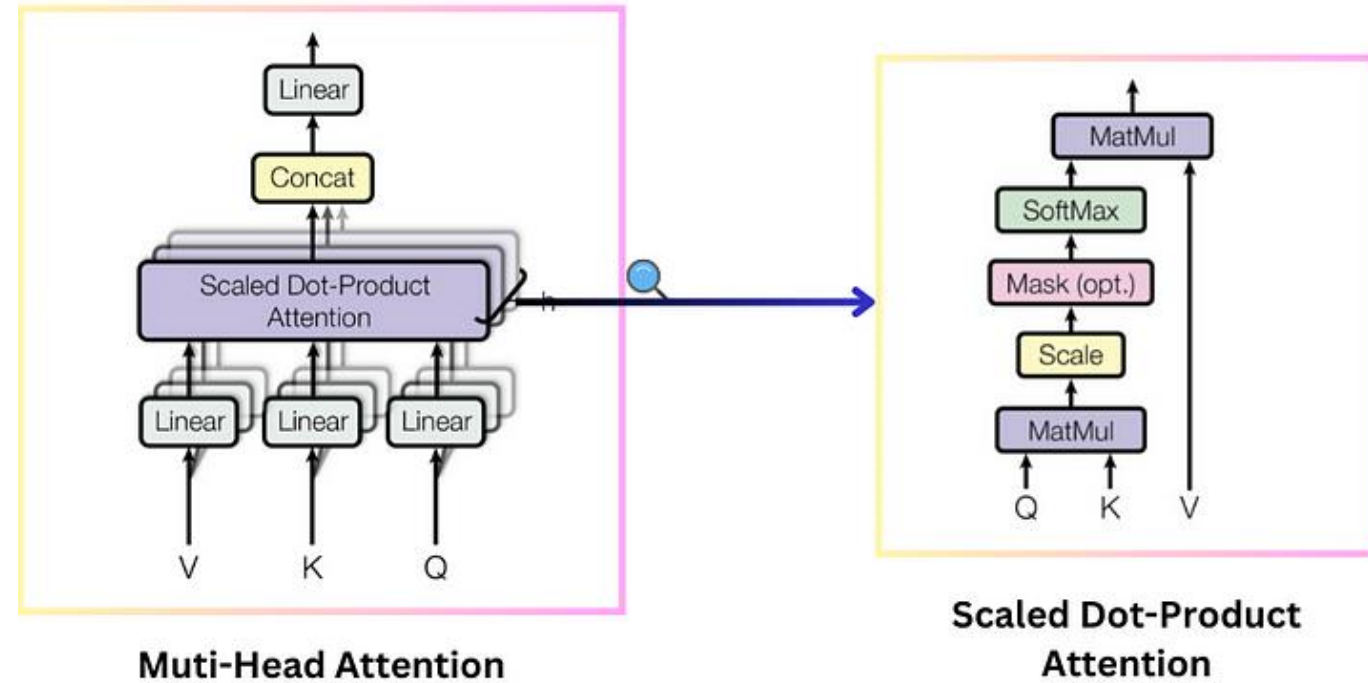 Linear
Concat
Scaled Dot-Product
Attention
h
Linear
Linear
Linear
V
K
Q
Muti-Head Attention
MatMul
SoftMax
Mask (opt.)
Scale
MatMul
Q
K
V
Scaled Dot-Product
Attention